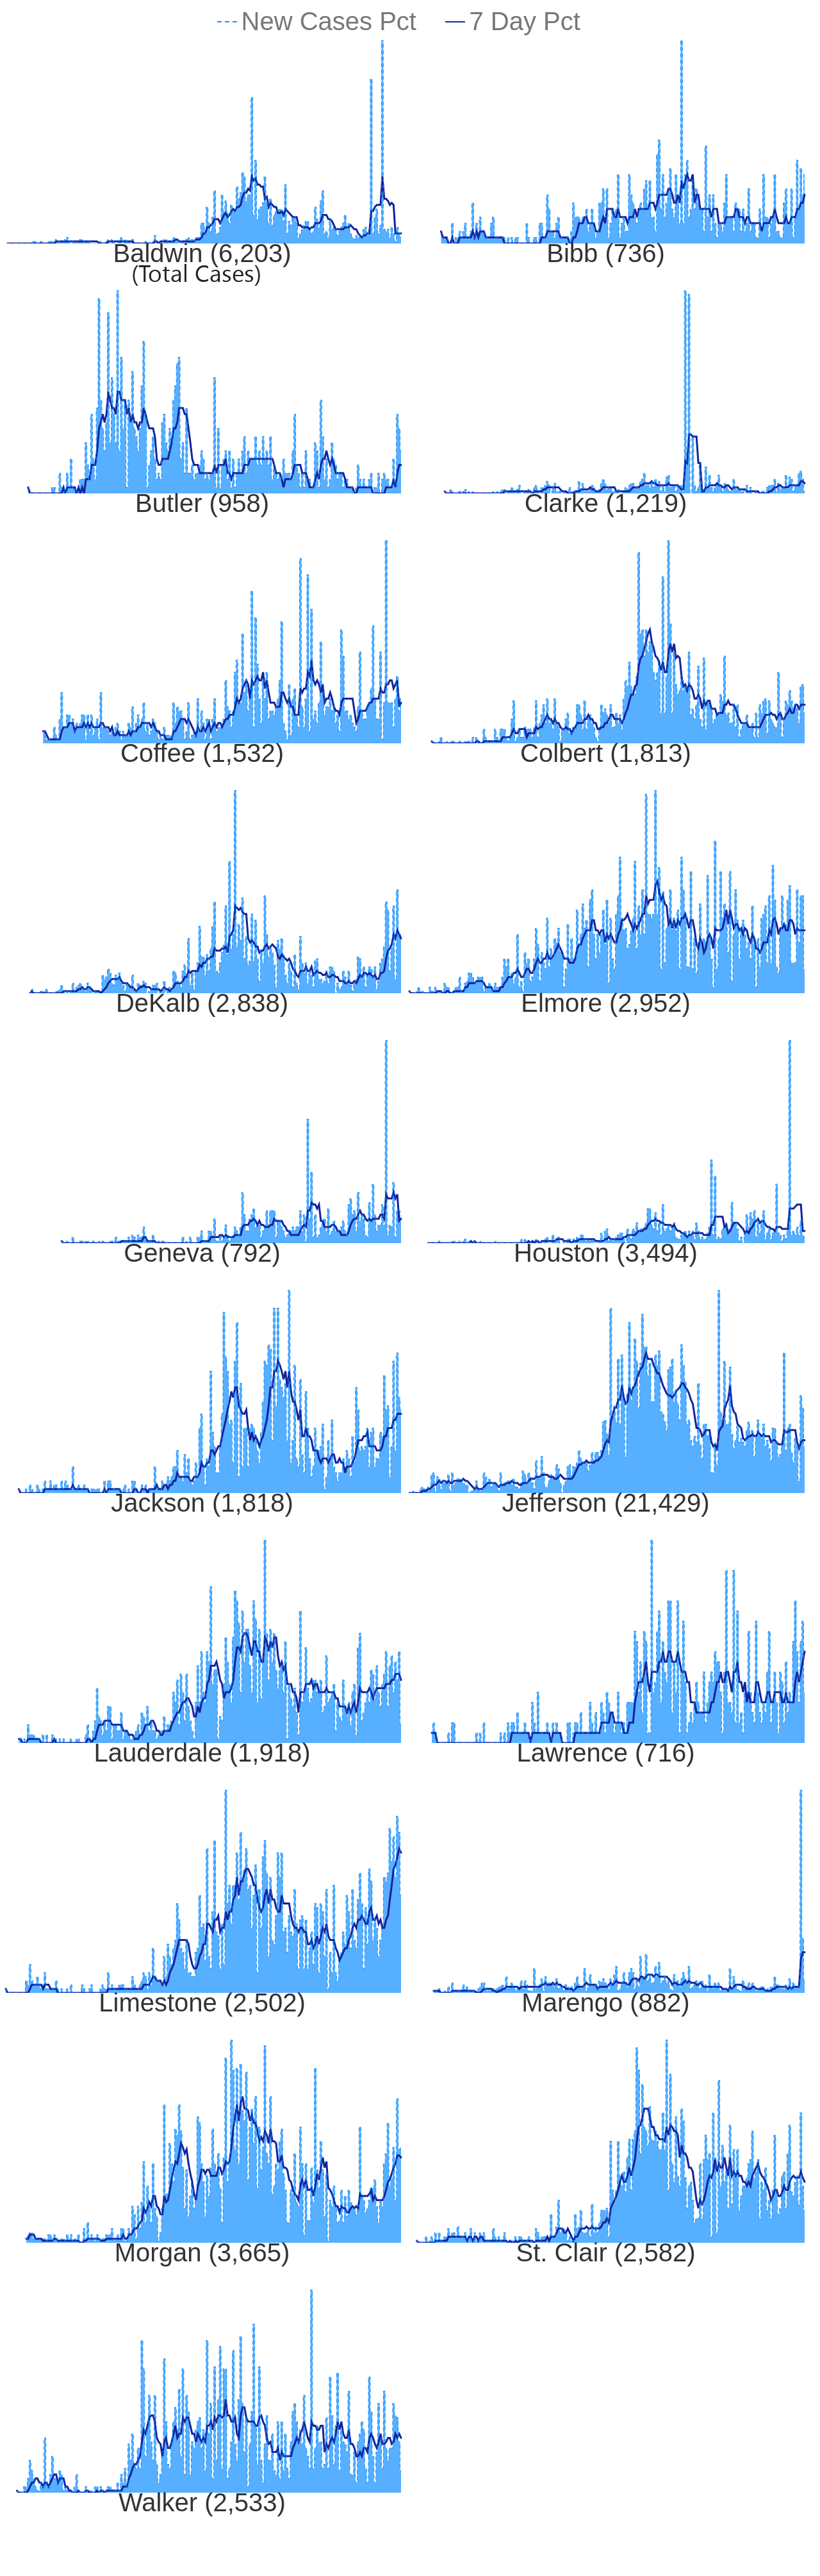 New Cases Pct 7 Day Pct
Baldwin (6,203) Bibb (736)
(Total Cases)
Butler (958) Clarke (1,219)
Coffee (1,532) Colbert (1,813)
DeKalb (2,838) Elmore (2,952)
Geneva (792) Houston (3,494)
Jackson (1,818) Jefferson (21,429)
Lauderdale (1,918) Lawrence (716)
Limestone (2,502) Marengo (882)
Morgan (3,665) St. Clair (2,582)
Walker (2,533)